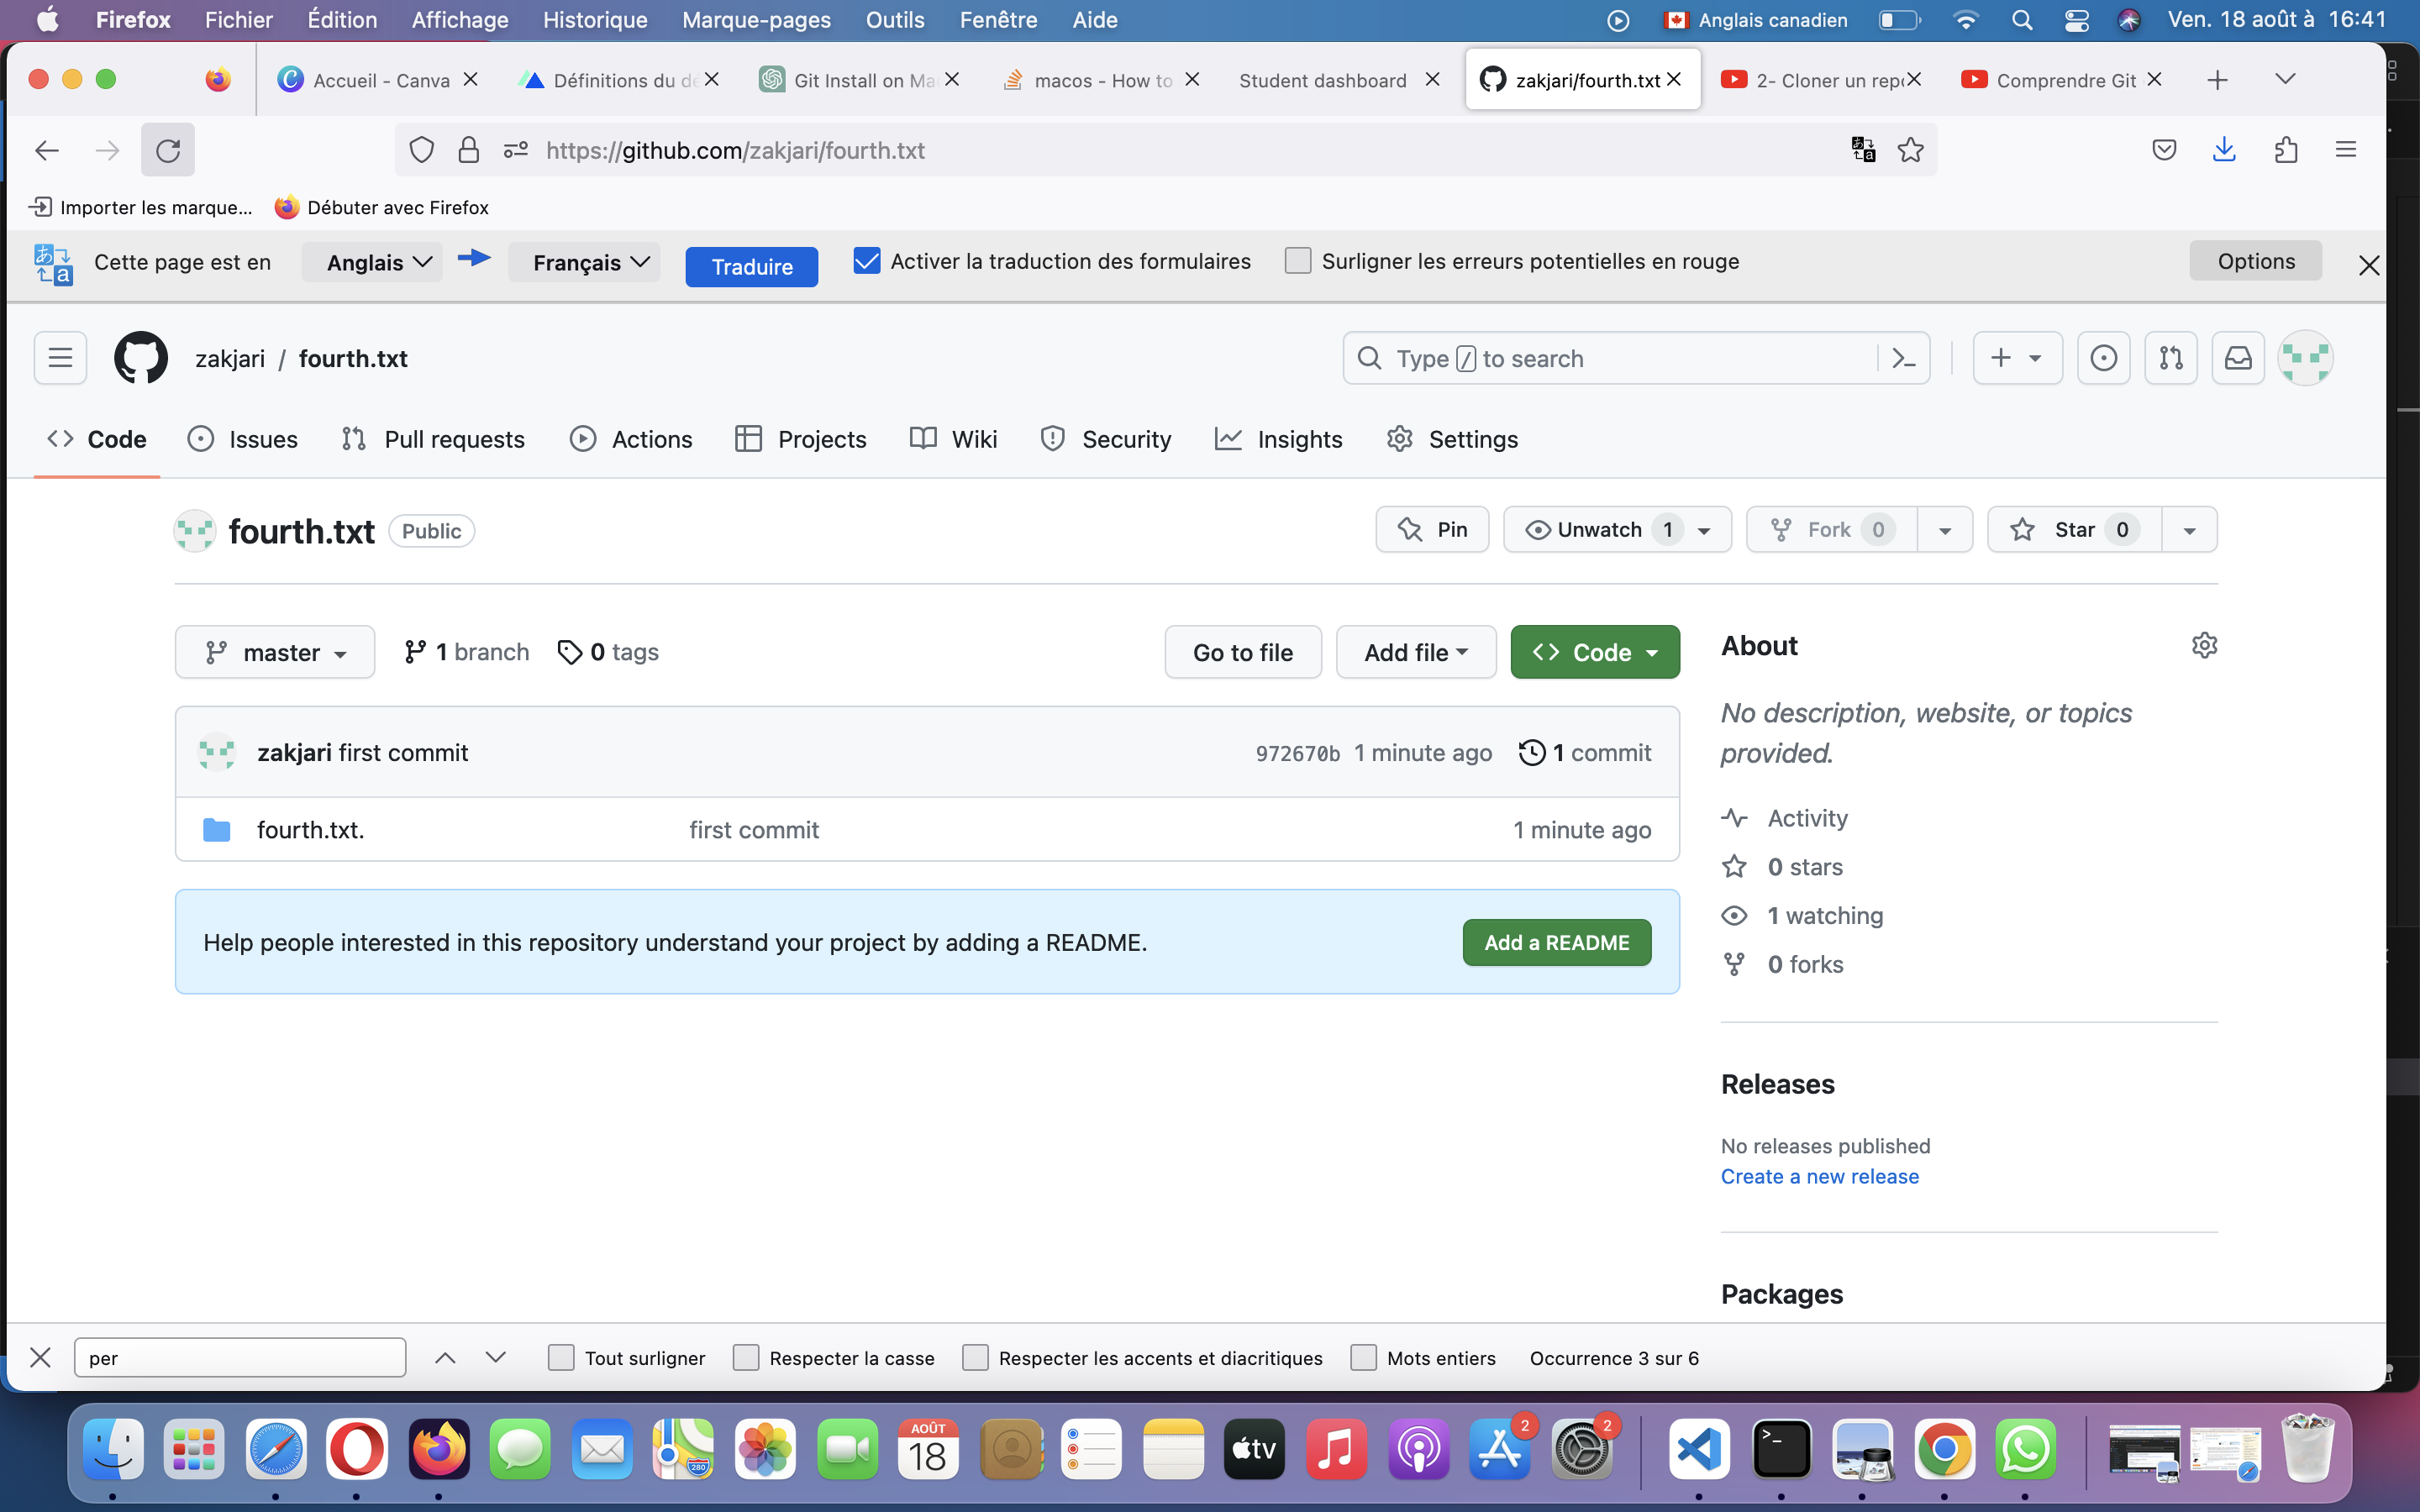 Firefox Fichier Édition Affichage Historique Marque-pages Outils Fenêtre Aide Anglais canadien Ven. 18 août à 16:41
Accueil - Canva Définitions du dé Git Install on Ma macos - How to Student dashboard zakjari/fourth.txt 2- Cloner un repo Comprendre Git
https://github.com/zakjari/fourth.txt
Importer les marque... Débuter avec Firefox
Cette page est en Anglais Français Traduire Activer la traduction des formulaires Surligner les erreurs potentielles en rouge Options
zakjari / fourth.txt Type / to search
Code Issues Pull requests Actions Projects Wiki Security Insights Settings
fourth.txt Public Pin Unwatch 1 Fork 0 Star 0
master 1 branch 0 tags Go to file Add file Code
zakjari first commit 972670b 1 minute ago 1 commit
fourth.txt. first commit 1 minute ago
Help people interested in this repository understand your project by adding a README. Add a README
About
No description, website, or topics
provided.
Activity
0 stars
1 watching
0 forks
Releases
No releases published
Create a new release
Packages
per Tout surligner Respecter la casse Respecter les accents et diacritiques Mots entiers Occurrence 3 sur 6
AOÛT
18
280
tv
2
2